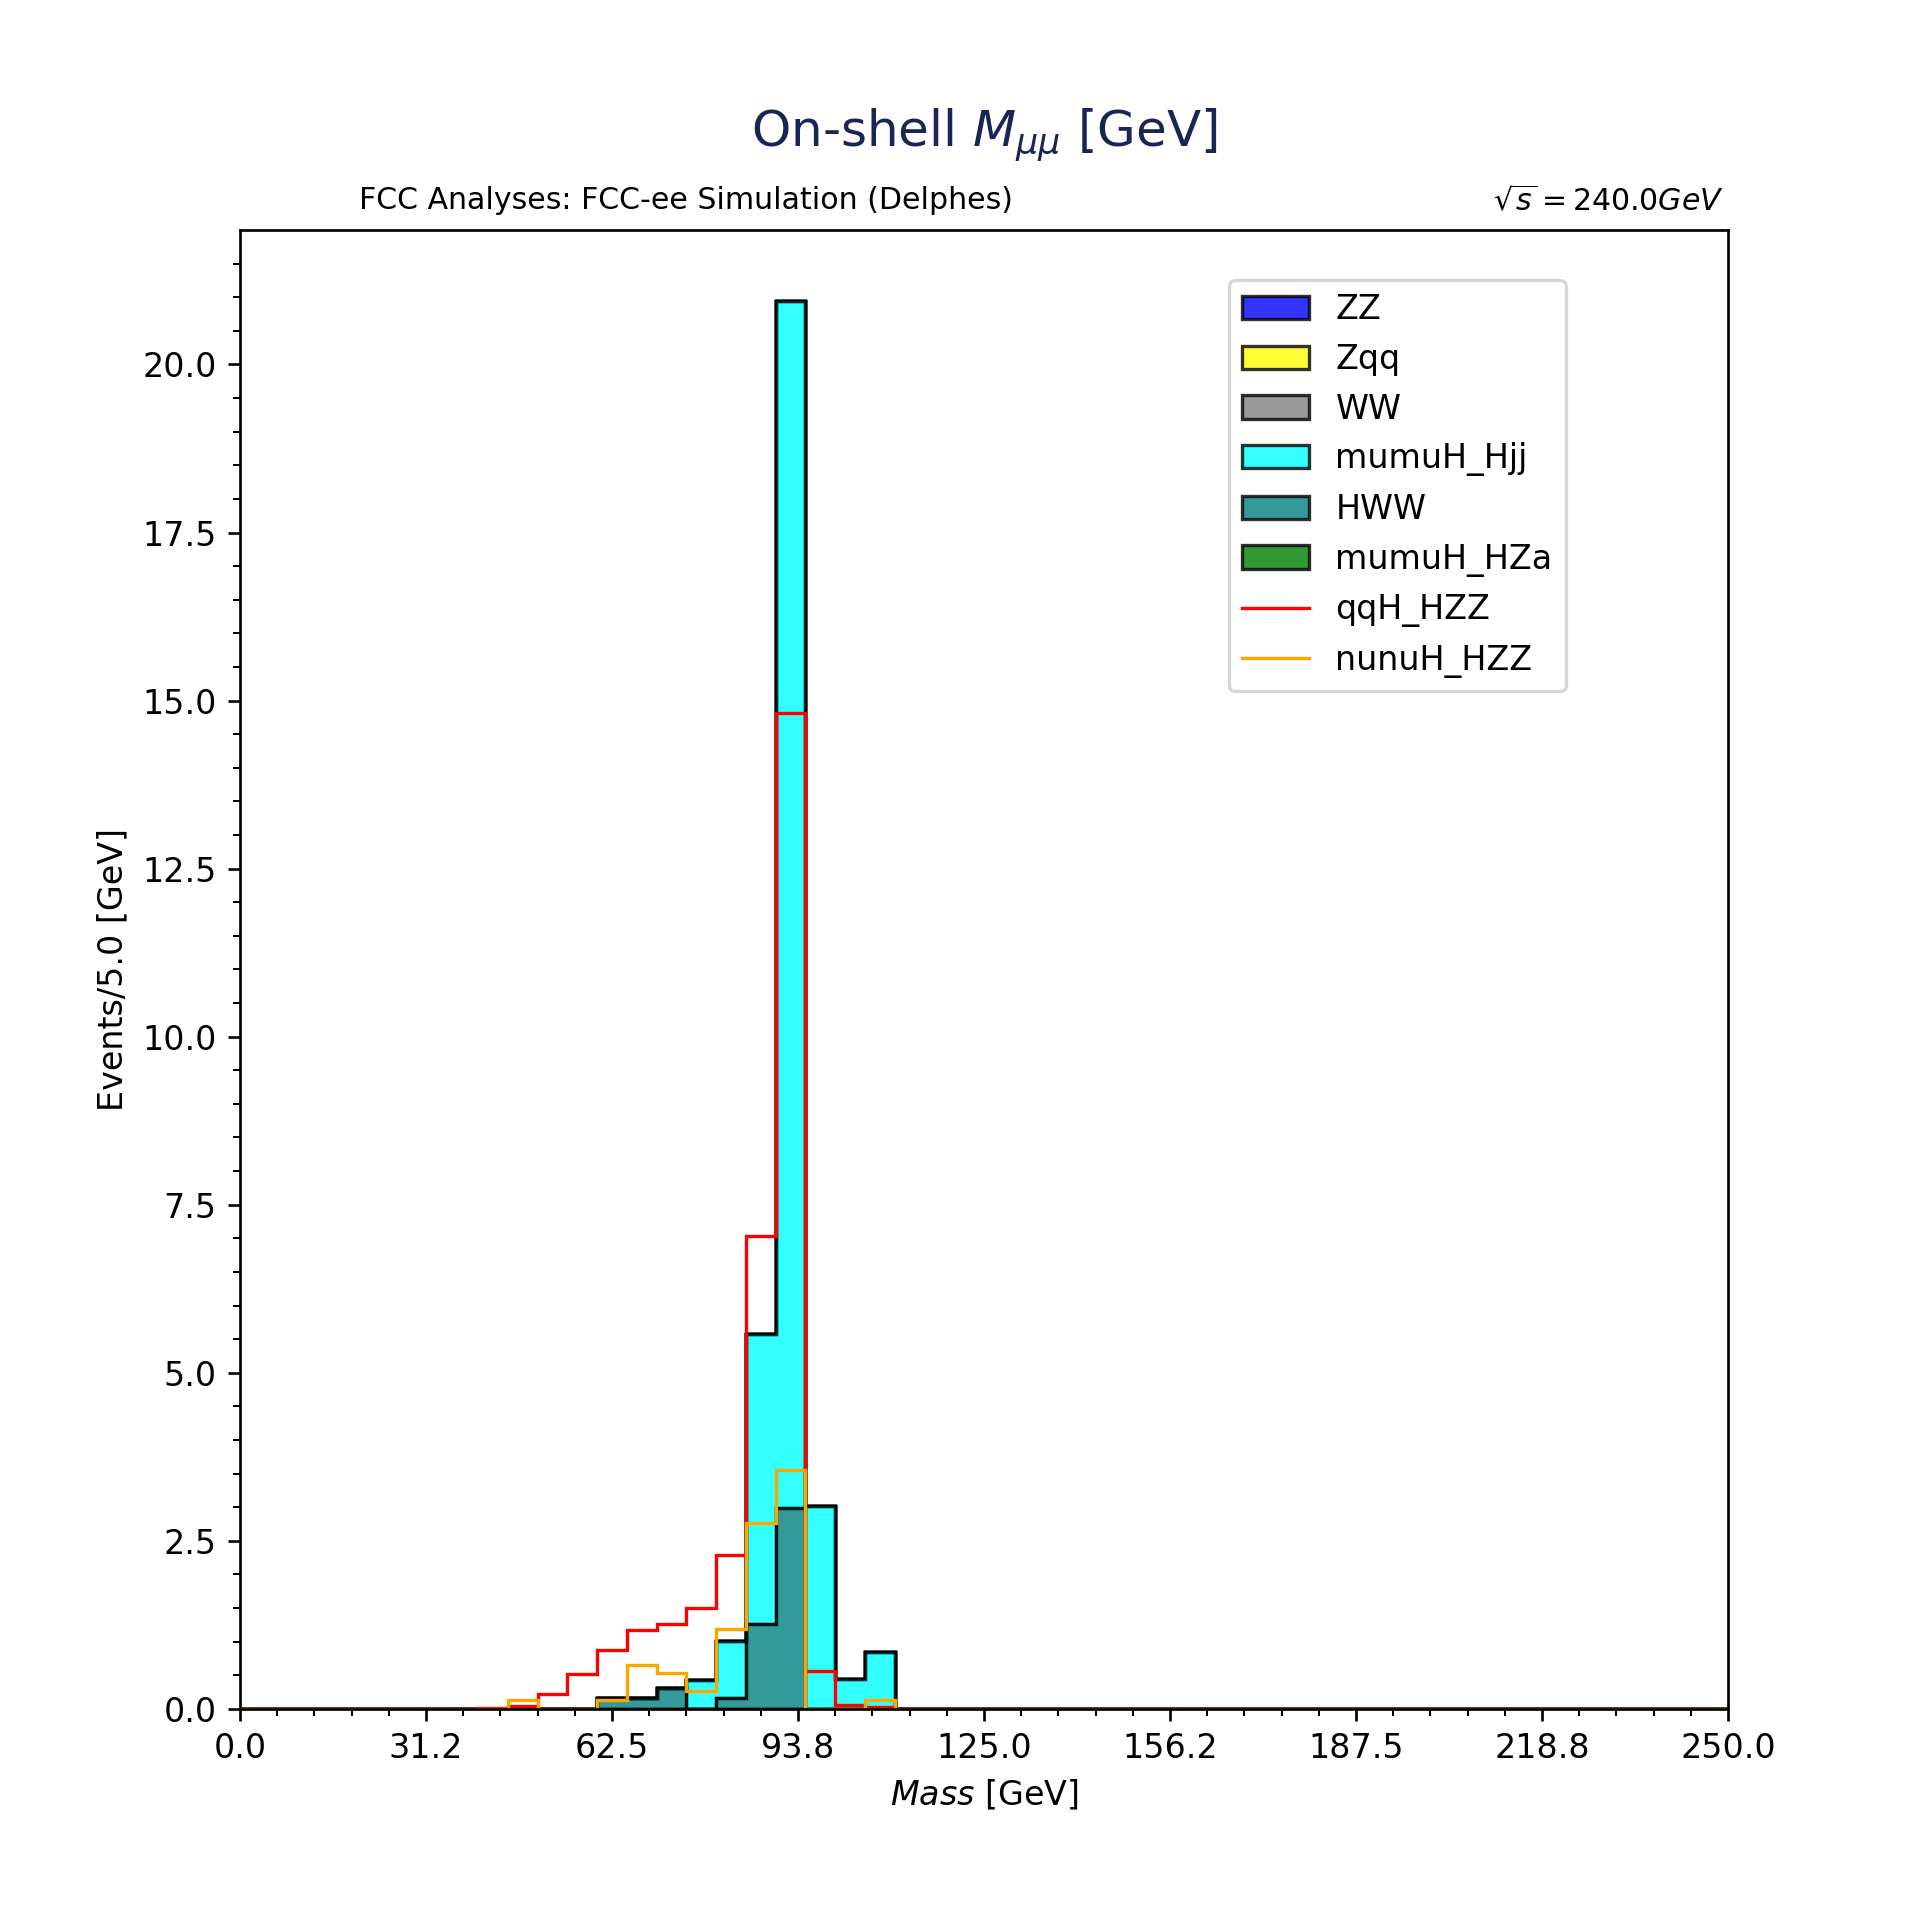 On-shell $M_{\mu\mu}$ [GeV]
FCC Analyses: FCC-ee Simulation (Delphes)
√s = 240.0GeV
ZZ
Zqq
WW
mumuH_Hjj
HWW
mumuH_HZa
qqH_HZZ
nunuH_HZZ
Events/5.0 [GeV]
20.0
17.5
15.0
12.5
10.0
7.5
5.0
2.5
0.0
0.0 31.2 62.5 93.8 125.0 156.2 187.5 218.8 250.0
Mass [GeV]